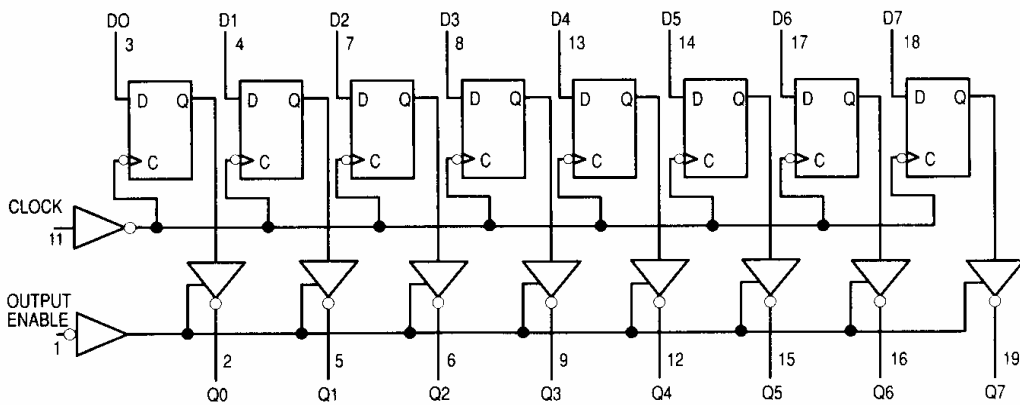 DO D1 D2 D3 D4 D5 D6 D7
3 4 7 8 13 14 17 18
D Q D Q D Q D Q D Q D Q D Q D Q
C C C C C C C C
CLOCK
11
OUTPUT
ENABLE
1
2 5 6 9 12 15 16 19
Q0 Q1 Q2 Q3 Q4 Q5 Q6 Q7